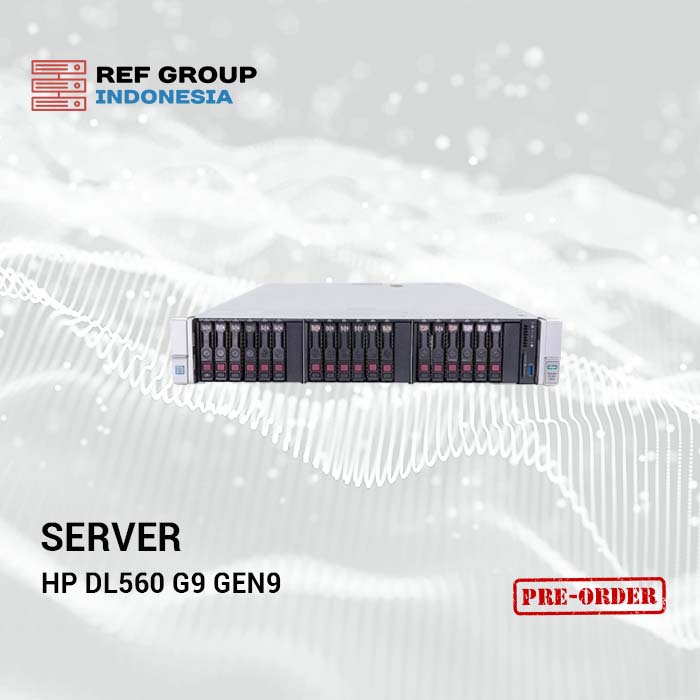 REF GROUP
INDONESIA
SERVER
HP DL560 G9 GEN9
PRE-ORDER